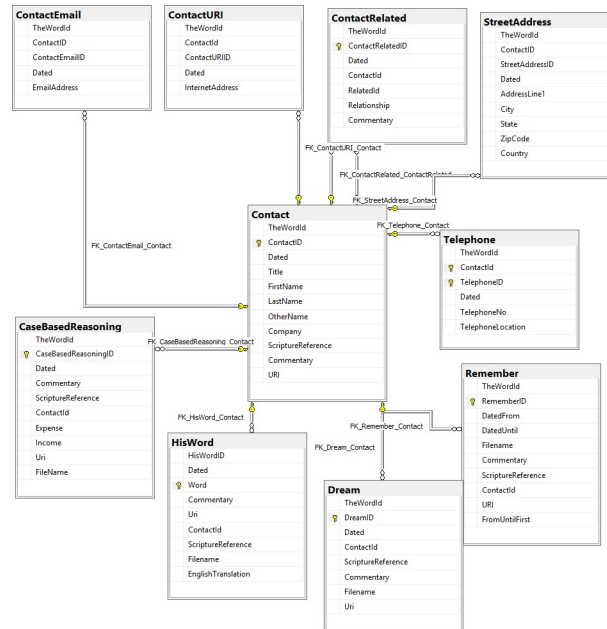 ContactEmail
TheWordId
ContactID
ContactEmailID
Dated
EmailAddress
ContactURI
TheWordId
ContactId
ContactURIID
Dated
InternetAddress
ContactRelated
TheWordId
ContactRelatedID
Dated
ContactId
RelatedId
Relationship
Commentary
StreetAddress
TheWordId
ContactID
StreetAddressID
Dated
AddressLine1
City
State
ZipCode
Country
FK_ContactURI_Contact
FK_ContactRelated_ContactRelated
FK_StreetAddress_Contact
FK_Telephone_Contact
FK_ContactEmail_Contact
Contact
TheWordId
ContactID
Dated
Title
FirstName
LastName
OtherName
Company
ScriptureReference
Commentary
URI
Telephone
TheWordId
ContactId
TelephoneID
Dated
TelephoneNo
TelephoneLocation
CaseBasedReasoning
TheWordId
CaseBasedReasoningID
Dated
Commentary
ScriptureReference
ContactId
Expense
Income
Uri
FileName
FK_CaseBasedReasoning_Contact
FK_HisWord_Contact
FK_Remember_Contact
FK_Dream_Contact
Remember
TheWordId
RememberID
DatedFrom
DatedUntil
Filename
Commentary
ScriptureReference
ContactId
URI
FromUntilFirst
HisWord
HisWordID
Dated
Word
Commentary
Uri
ContactId
ScriptureReference
Filename
EnglishTranslation
Dream
TheWordId
DreamID
Dated
ContactId
ScriptureReference
Commentary
Filename
Uri